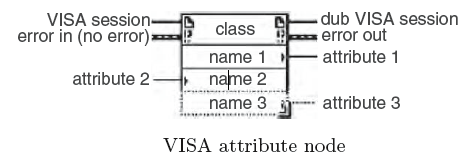 VISA session class dub VISA session
error in (no error) error out
name 1 attribute 1
attribute 2 name 2
name 3 attribute 3
VISA attribute node